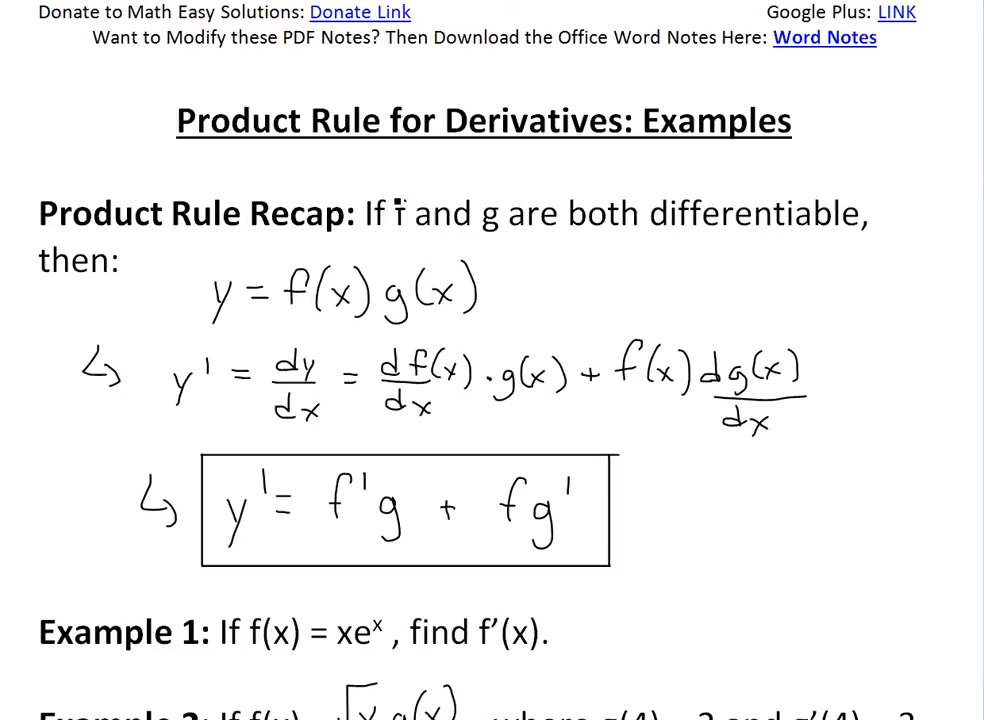 Donate to Math Easy Solutions: Donate Link Google Plus: LINK
Want to Modify these PDF Notes? Then Download the Office Word Notes Here: Word Notes
Product Rule for Derivatives: Examples
Product Rule Recap: If f and g are both differentiable,
then:
y = f(x) g(x)
↳ y' = dy/dx = df(x)/dx · g(x) + f(x) dg(x)/dx
↳ y' = f'g + fg'
Example 1: If f(x) = xeˣ , find f′(x).
√x g(x)